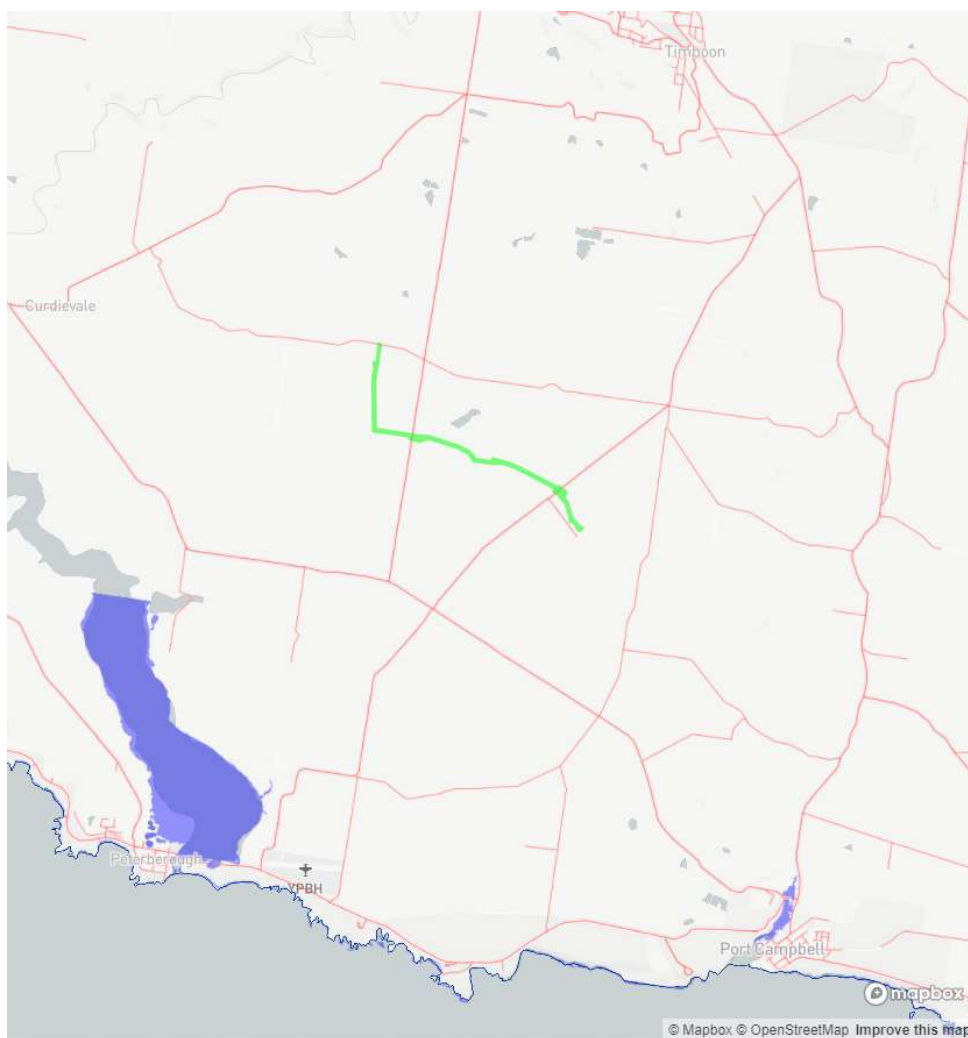 Timboon
Curdievale
Peterborough
YPBH
Port Campbell
mapbox
© Mapbox © OpenStreetMap Improve this map